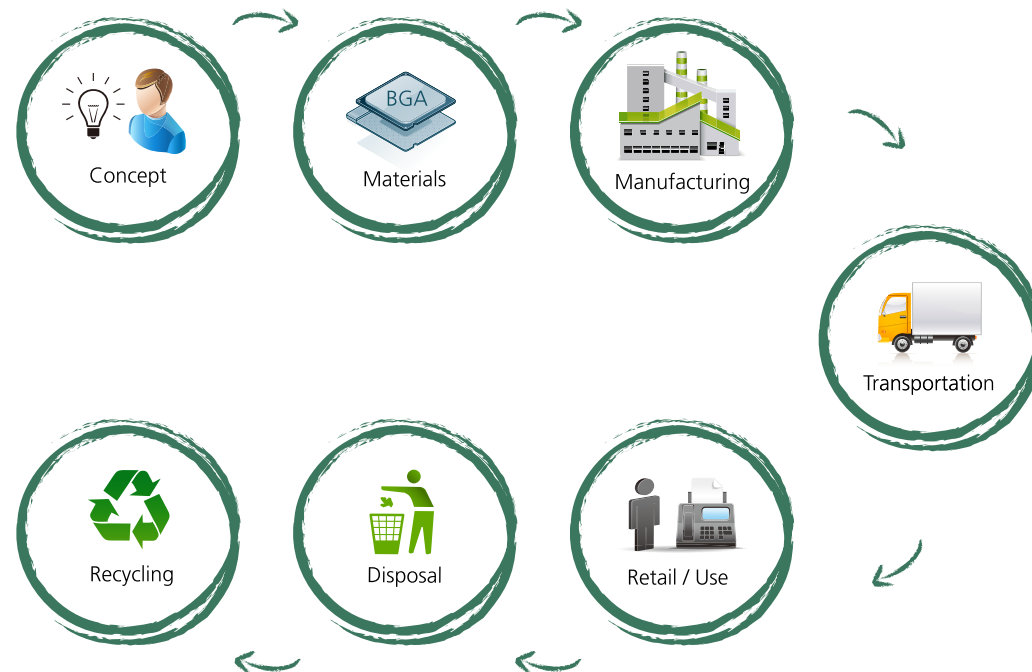 Concept
BGA
Materials
Manufacturing
Transportation
Retail / Use
Disposal
Recycling